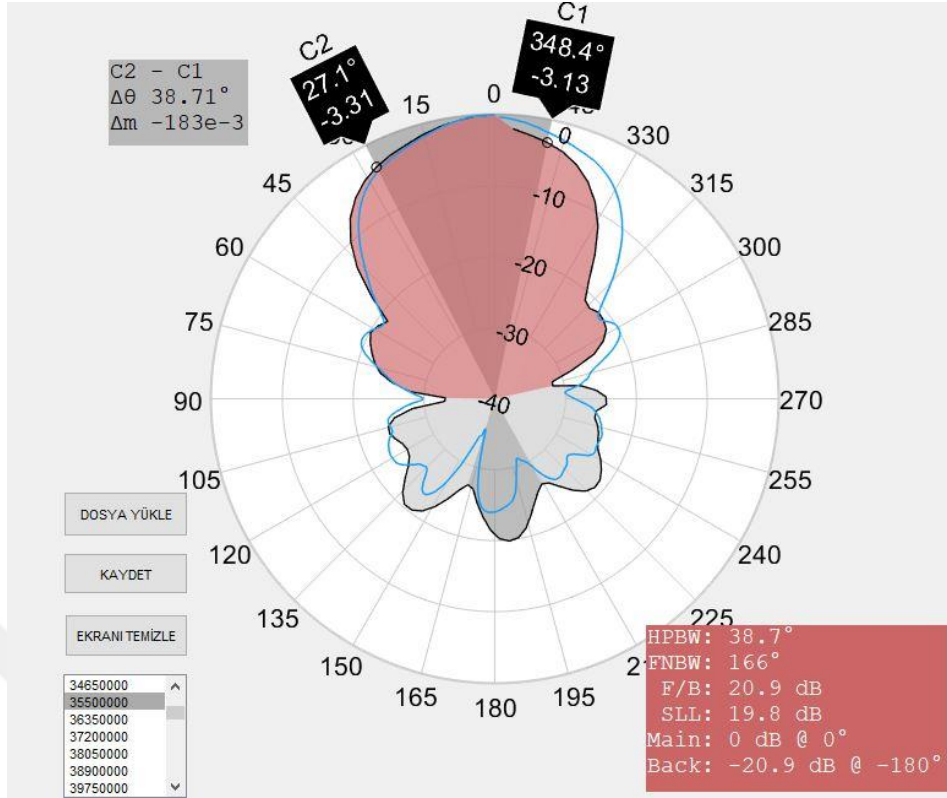 C2
27.1°
-3.31
C1
348.4°
-3.13
C2 - C1
Δθ 38.71°
Δm -183e-3
0
15
45
60
75
90
105
120
135
150
165
180
195
225
240
255
270
285
300
315
330
0
-10
-20
-30
-40
DOSYA YÜKLE
KAYDET
EKRANI TEMİZLE
34650000
35500000
36350000
37200000
38050000
38900000
39750000
HPBW: 38.7°
FNBW: 166°
F/B: 20.9 dB
SLL: 19.8 dB
Main: 0 dB @ 0°
Back: -20.9 dB @ -180°